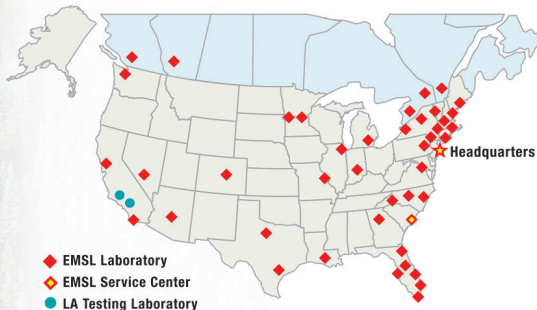 Headquarters
EMSL Laboratory
EMSL Service Center
LA Testing Laboratory